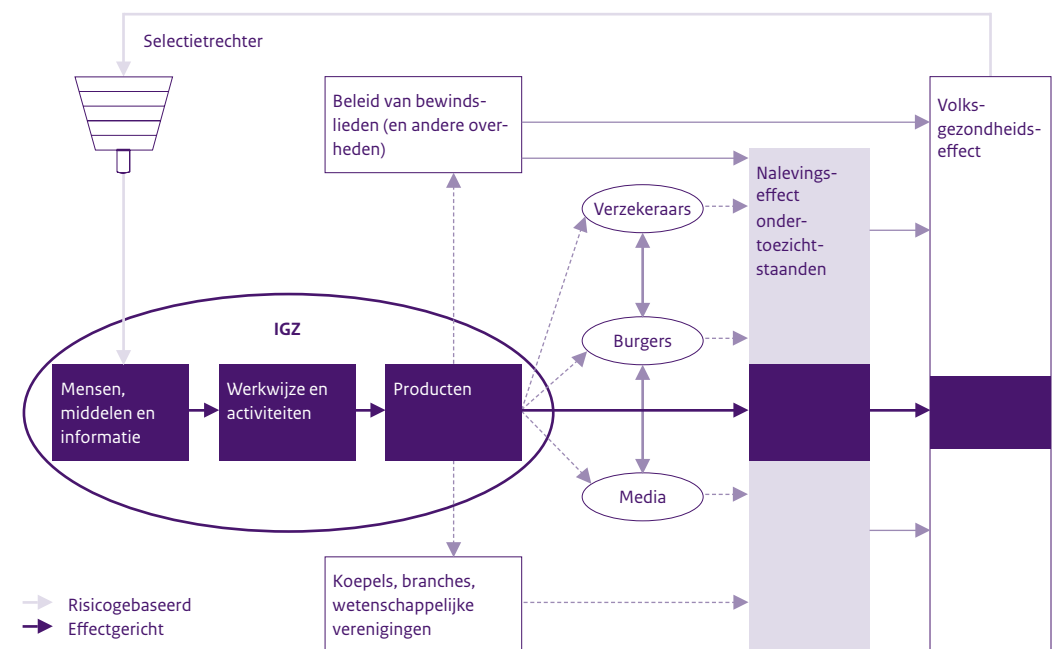 Selectietrechter
Beleid van bewinds-
lieden (en andere over-
heden)
Volks-
gezondheids-
effect
Nalevings-
effect
onder-
toezicht-
staanden
Verzekeraars
IGZ
Burgers
Mensen,
middelen en
informatie
Werkwijze en
activiteiten
Producten
Media
Koepels, branches,
wetenschappelijke
verenigingen
Risicogebaseerd
Effectgericht